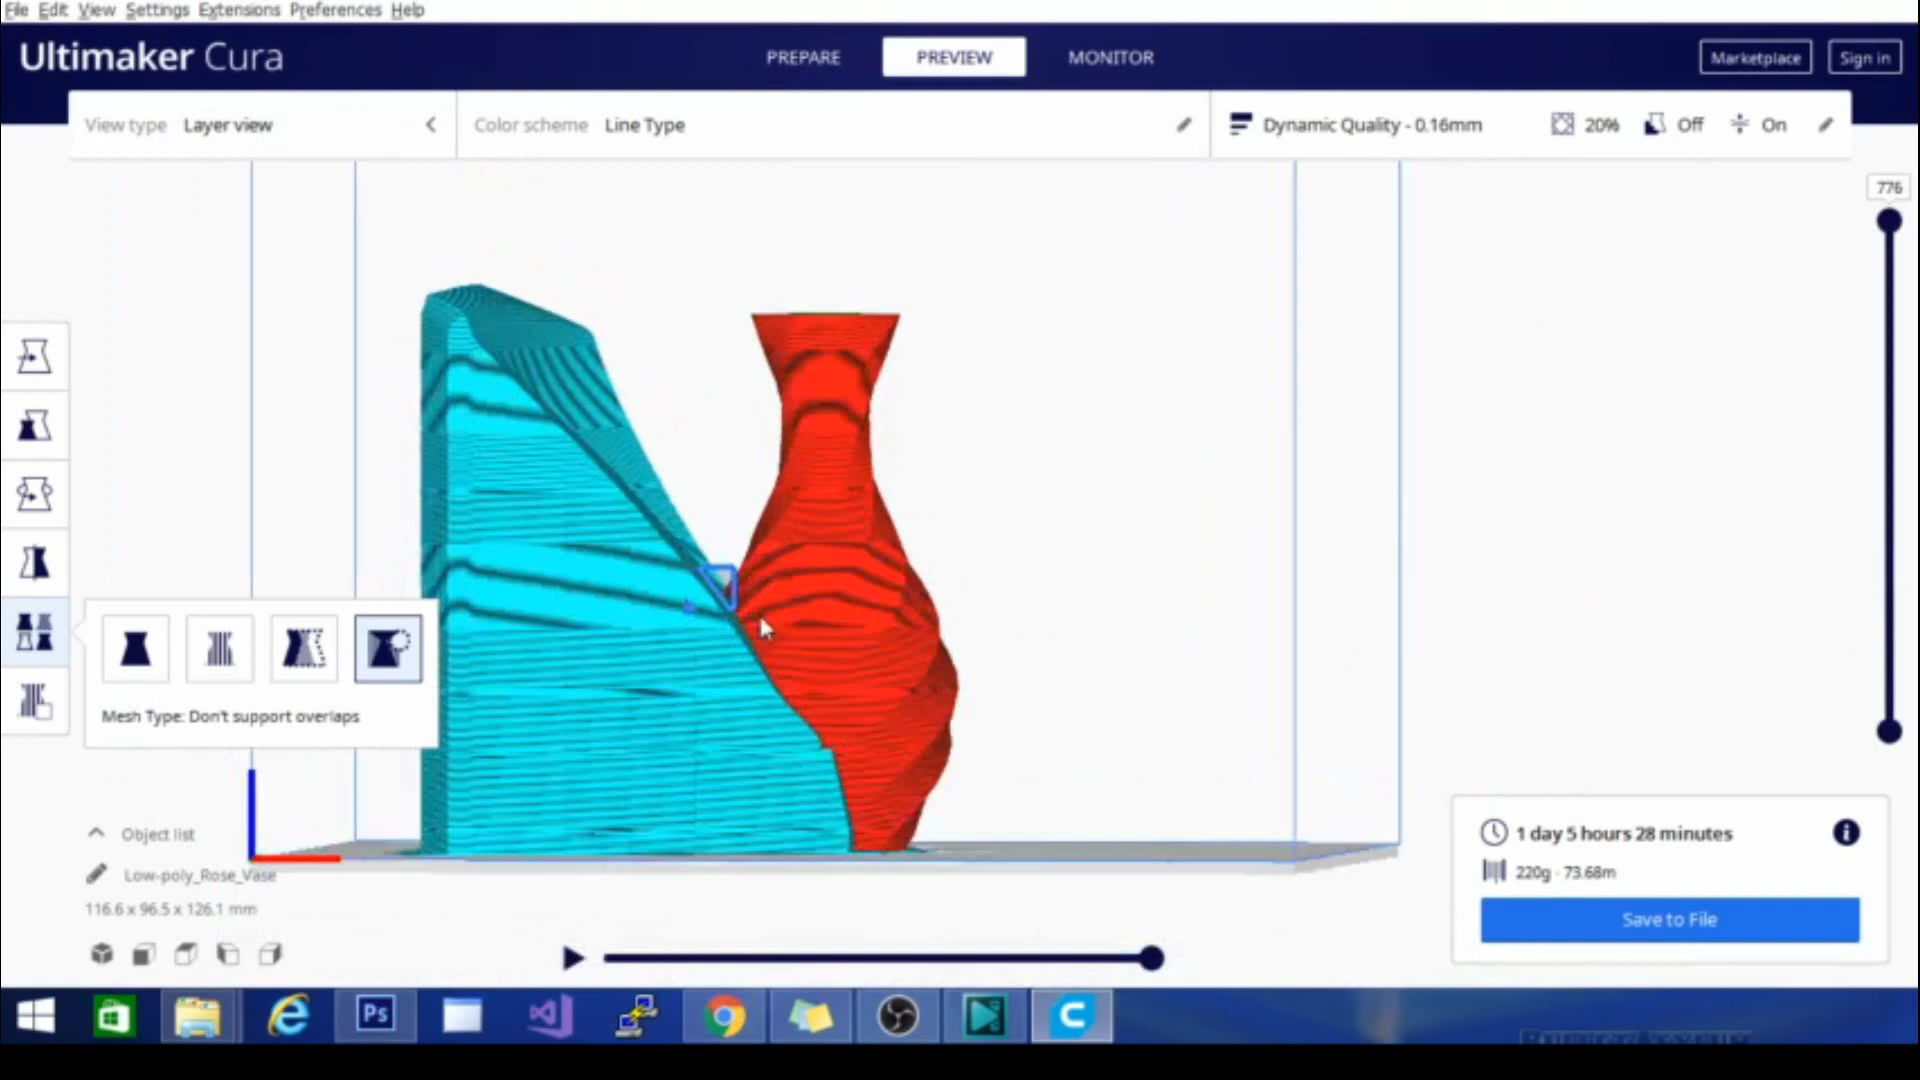 File Edit View Settings Extensions Preferences Help
Ultimaker Cura
PREPARE
PREVIEW
MONITOR
Marketplace
Sign in
View type Layer view
Color scheme Line Type
Dynamic Quality - 0.16mm
20%
Off
On
776
Mesh Type: Don't support overlaps
Object list
Low-poly_Rose_Vase
116.6 x 96.5 x 126.1 mm
1 day 5 hours 28 minutes
220g · 73.68m
Save to File
Ps